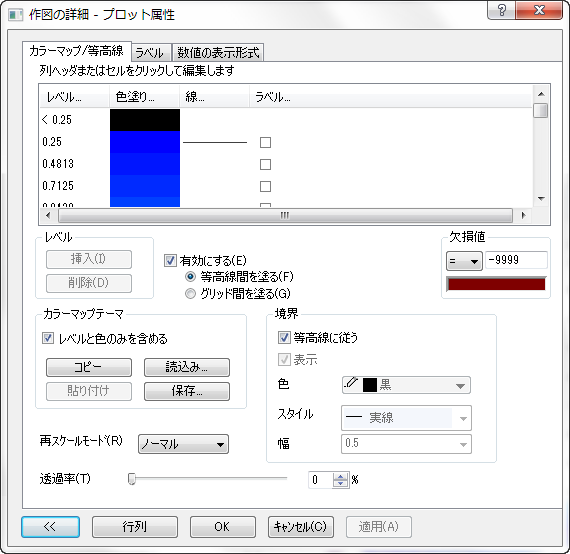 作図の詳細 - プロット属性
カラーマップ/等高線 ラベル 数値の表示形式
列ヘッダまたはセルをクリックして編集します
レベル... 色塗り... 線... ラベル...
< 0.25
0.25
0.4813
0.7125
レベル
挿入(I)
削除(D)
有効にする(E)
等高線間を塗る(F)
グリッド間を塗る(G)
欠損値
= -9999
カラーマップテーマ
レベルと色のみを含める
コピー 読込み...
貼り付け 保存...
境界
等高線に従う
表示
色 黒
スタイル 実線
幅 0.5
再スケールモード(R) ノーマル
透過率(T) 0 %
<< 行列 OK キャンセル(C) 適用(A)